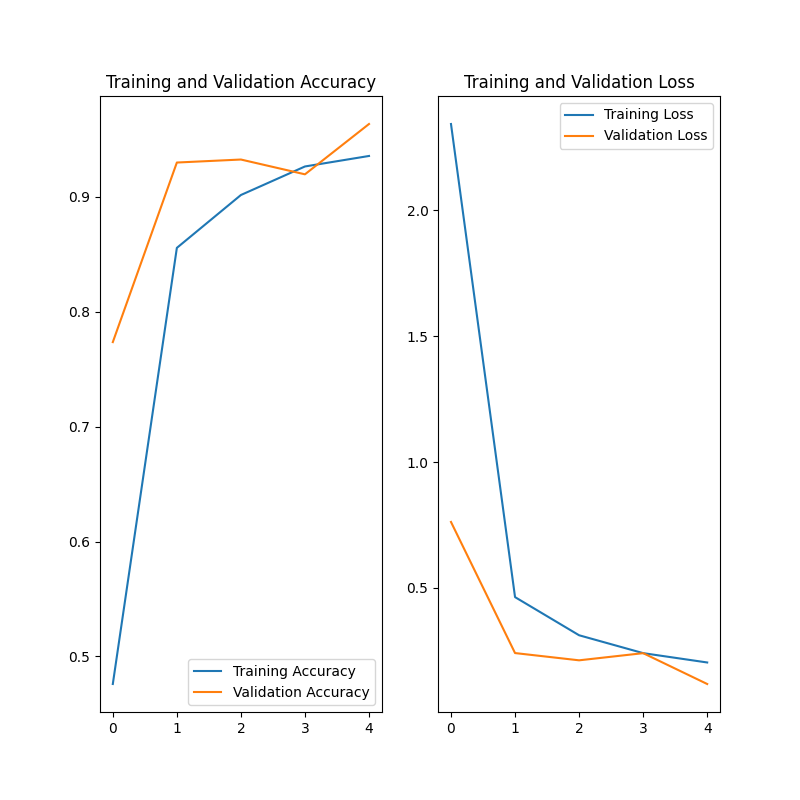 Training and Validation Accuracy
0.9
0.8
0.7
0.6
0.5
0 1 2 3 4
Training Accuracy
Validation Accuracy
Training and Validation Loss
2.0
1.5
1.0
0.5
0 1 2 3 4
Training Loss
Validation Loss